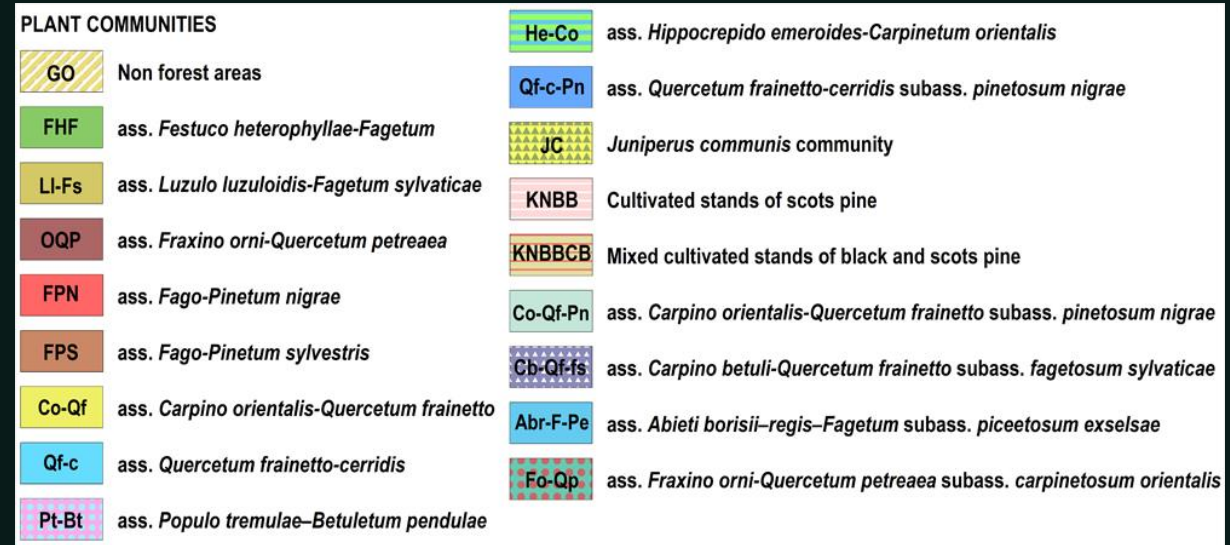 PLANT COMMUNITIES
GO Non forest areas
FHF ass. Festuco heterophyllae-Fagetum
Ll-Fs ass. Luzulo luzuloidis-Fagetum sylvaticae
OQP ass. Fraxino orni-Quercetum petreaea
FPN ass. Fago-Pinetum nigrae
FPS ass. Fago-Pinetum sylvestris
Co-Qf ass. Carpino orientalis-Quercetum frainetto
Qf-c ass. Quercetum frainetto-cerridis
Pt-Bt ass. Populo tremulae–Betuletum pendulae
He-Co ass. Hippocrepido emeroides-Carpinetum orientalis
Qf-c-Pn ass. Quercetum frainetto-cerridis subass. pinetosum nigrae
JC Juniperus communis community
KNBB Cultivated stands of scots pine
KNBBCB Mixed cultivated stands of black and scots pine
Co-Qf-Pn ass. Carpino orientalis-Quercetum frainetto subass. pinetosum nigrae
Cb-Qf-fs ass. Carpino betuli-Quercetum frainetto subass. fagetosum sylvaticae
Abr-F-Pe ass. Abieti borisii–regis–Fagetum subass. piceetosum exselsae
Fo-Qp ass. Fraxino orni-Quercetum petreaea subass. carpinetosum orientalis